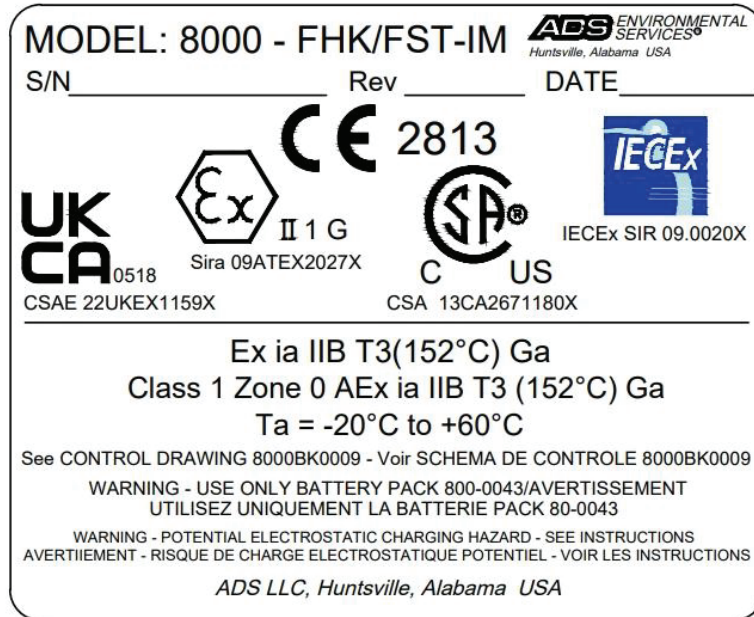 MODEL: 8000 - FHK/FST-IM
ADS ENVIRONMENTAL SERVICES®
Huntsville, Alabama USA
S/N Rev DATE
CE 2813
UK
CA 0518
Ex II 1 G
Sira 09ATEX2027X
SA®
C US
IECEx
IECEx SIR 09.0020X
CSAE 22UKEX1159X
CSA 13CA2671180X
Ex ia IIB T3(152°C) Ga
Class 1 Zone 0 AEx ia IIB T3 (152°C) Ga
Ta = -20°C to +60°C
See CONTROL DRAWING 8000BK0009 - Voir SCHEMA DE CONTROLE 8000BK0009
WARNING - USE ONLY BATTERY PACK 800-0043/AVERTISSEMENT
UTILISEZ UNIQUEMENT LA BATTERIE PACK 80-0043
WARNING - POTENTIAL ELECTROSTATIC CHARGING HAZARD - SEE INSTRUCTIONS
AVERTIIEMENT - RISQUE DE CHARGE ELECTROSTATIQUE POTENTIEL - VOIR LES INSTRUCTIONS
ADS LLC, Huntsville, Alabama USA